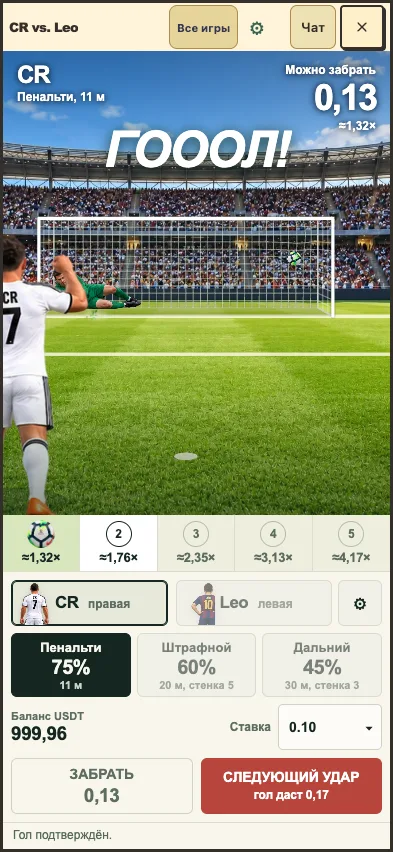 CR vs. Leo
Все игры
Чат
×
CR
Пенальти, 11 м
Можно забрать
0,13
≈1,32×
ГОООЛ!
CR
7
≈1,32×
2
≈1,76×
3
≈2,35×
4
≈3,13×
5
≈4,17×
7
CR правая
10
Leo левая
Пенальти
75%
11 м
Штрафной
60%
20 м, стенка 5
Дальний
45%
30 м, стенка 3
Баланс USDT
999,96
Ставка
0.10
ЗАБРАТЬ
0,13
СЛЕДУЮЩИЙ УДАР
гол даст 0,17
Гол подтверждён.